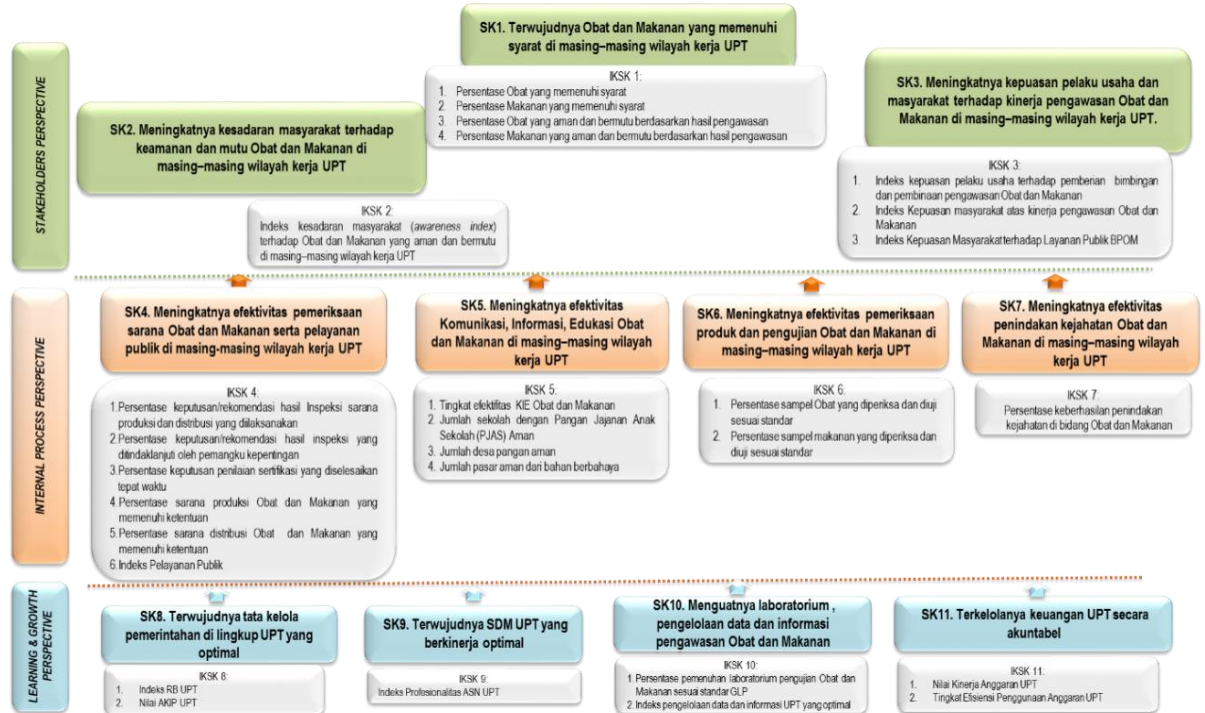 STAKEHOLDERS PERSPECTIVE
SK1. Terwujudnya Obat dan Makanan yang memenuhi
syarat di masing–masing wilayah kerja UPT
IKSK 1:
1. Persentase Obat yang memenuhi syarat
2. Persentase Makanan yang memenuhi syarat
3. Persentase Obat yang aman dan bermutu berdasarkan hasil pengawasan
4. Persentase Makanan yang aman dan bermutu berdasarkan hasil pengawasan
SK2. Meningkatnya kesadaran masyarakat terhadap
keamanan dan mutu Obat dan Makanan di
masing–masing wilayah kerja UPT
IKSK 2:
Indeks kesadaran masyarakat (awareness index)
terhadap Obat dan Makanan yang aman dan bermutu
di masing–masing wilayah kerja UPT
SK3. Meningkatnya kepuasan pelaku usaha dan
masyarakat terhadap kinerja pengawasan Obat dan
Makanan di masing–masing wilayah kerja UPT.
IKSK 3:
1. Indeks kepuasan pelaku usaha terhadap pemberian bimbingan
dan pembinaan pengawasan Obat dan Makanan
2. Indeks Kepuasan masyarakat atas kinerja pengawasan Obat dan
Makanan
3. Indeks Kepuasan Masyarakat terhadap Layanan Publik BPOM
INTERNAL PROCESS PERSPECTIVE
SK4. Meningkatnya efektivitas pemeriksaan
sarana Obat dan Makanan serta pelayanan
publik di masing-masing wilayah kerja UPT
IKSK 4:
1. Persentase keputusan/rekomendasi hasil Inspeksi sarana
produksi dan distribusi yang dilaksanakan
2. Persentase keputusan/rekomendasi hasil inspeksi yang
ditindaklanjuti oleh pemangku kepentingan
3. Persentase keputusan penilaian sertifikasi yang diselesaikan
tepat waktu
4. Persentase sarana produksi Obat dan Makanan yang
memenuhi ketentuan
5. Persentase sarana distribusi Obat dan Makanan yang
memenuhi ketentuan
6. Indeks Pelayanan Publik
SK5. Meningkatnya efektivitas
Komunikasi, Informasi, Edukasi Obat
dan Makanan di masing–masing wilayah
kerja UPT
IKSK 5:
1. Tingkat efektifitas KIE Obat dan Makanan
2. Jumlah sekolah dengan Pangan Jajanan Anak
Sekolah (PJAS) Aman
3. Jumlah desa pangan aman
4. Jumlah pasar aman dari bahan berbahaya
SK6. Meningkatnya efektivitas pemeriksaan
produk dan pengujian Obat dan Makanan di
masing–masing wilayah kerja UPT
IKSK 6:
1. Persentase sampel Obat yang diperiksa dan diuji
sesuai standar
2. Persentase sampel makanan yang diperiksa dan
diuji sesuai standar
SK7. Meningkatnya efektivitas
penindakan kejahatan Obat dan
Makanan di masing–masing wilayah
kerja UPT
IKSK 7
Persentase keberhasilan penindakan
kejahatan di bidang Obat dan Makanan
LEARNING & GROWTH
PERSPECTIVE
SK8. Terwujudnya tata kelola
pemerintahan di lingkup UPT yang
optimal
IKSK 8:
1. Indeks RB UPT
2. Nilai AKIP UPT
SK9. Terwujudnya SDM UPT yang
berkinerja optimal
IKSK 9:
Indeks Profesionalitas ASN UPT
SK10. Menguatnya laboratorium ,
pengelolaan data dan informasi
pengawasan Obat dan Makanan
IKSK 10:
1. Persentase pemenuhan laboratorium pengujian Obat dan
Makanan sesuai standar GLP
2. Indeks pengelolaan data dan informasi UPT yang optimal
SK11. Terkelolanya keuangan UPT secara
akuntabel
IKSK 11:
1. Nilai Kinerja Anggaran UPT
2. Tingkat Efisiensi Penggunaan Anggaran UPT